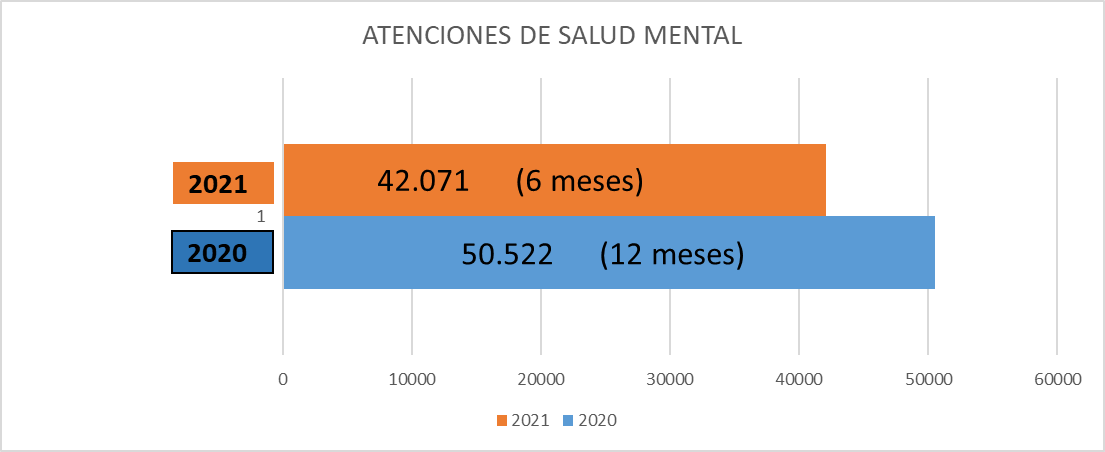 ATENCIONES DE SALUD MENTAL
2021
42.071 (6 meses)
1
2020
50.522 (12 meses)
0 10000 20000 30000 40000 50000 60000
2021 2020